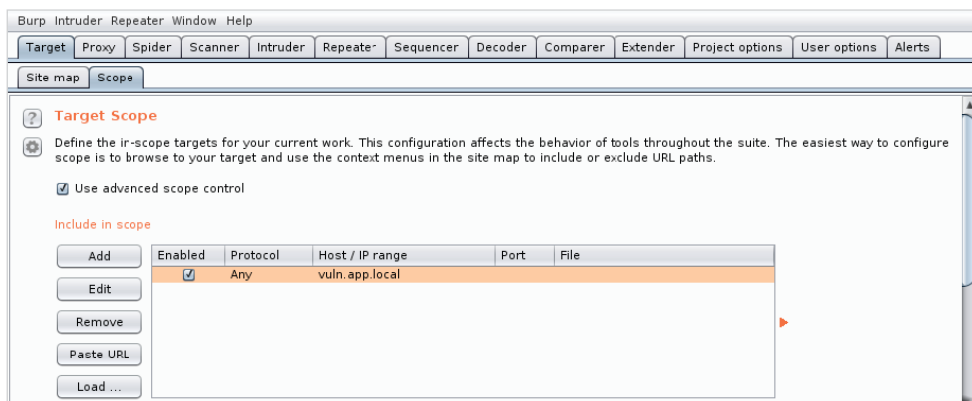 Burp Intruder Repeater Window Help
Target Proxy Spider Scanner Intruder Repeater Sequencer Decoder Comparer Extender Project options User options Alerts
Site map Scope
? Target Scope
Define the ir-scope targets for your current work. This configuration affects the behavior of tools throughout the suite. The easiest way to configure
scope is to browse to your target and use the context menus in the site map to include or exclude URL paths.
Use advanced scope control
Include in scope
Add Enabled Protocol Host / IP range Port File
Any vuln.app.local
Edit
Remove
Paste URL
Load ...